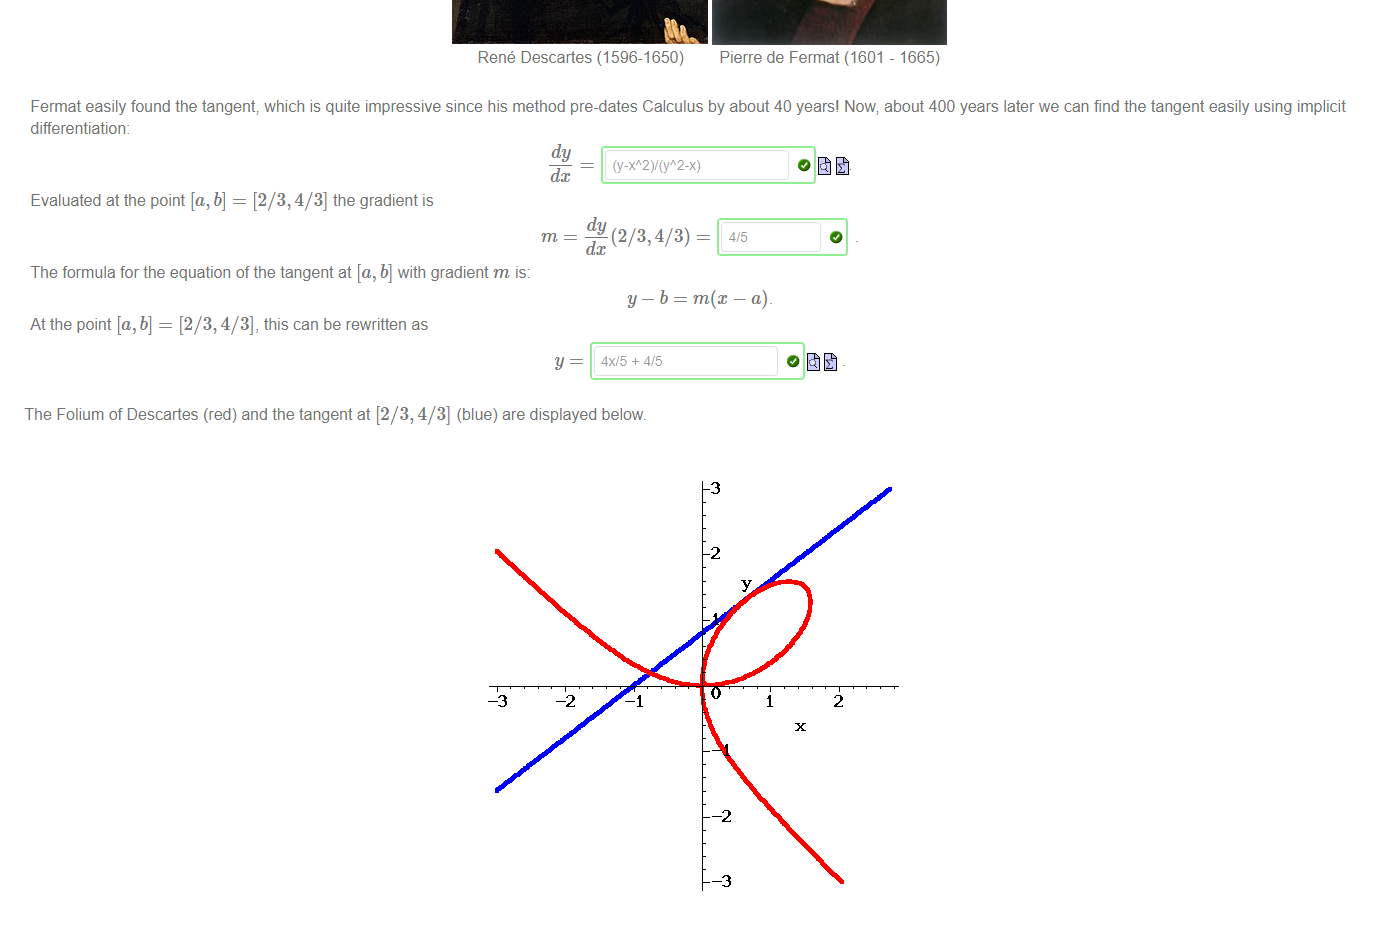 René Descartes (1596-1650) Pierre de Fermat (1601 - 1665)
Fermat easily found the tangent, which is quite impressive since his method pre-dates Calculus by about 40 years! Now, about 400 years later we can find the tangent easily using implicit
differentiation:
dy/dx = (y-x^2)/(y^2-x) .
Evaluated at the point [a, b] = [2/3, 4/3] the gradient is
m = dy/dx (2/3, 4/3) = 4/5 .
The formula for the equation of the tangent at [a, b] with gradient m is:
y − b = m(x − a).
At the point [a, b] = [2/3, 4/3], this can be rewritten as
y = 4x/5 + 4/5 .
The Folium of Descartes (red) and the tangent at [2/3, 4/3] (blue) are displayed below.
3
2
y
1
−3 −2 −1 0 1 2
x
−1
−2
−3